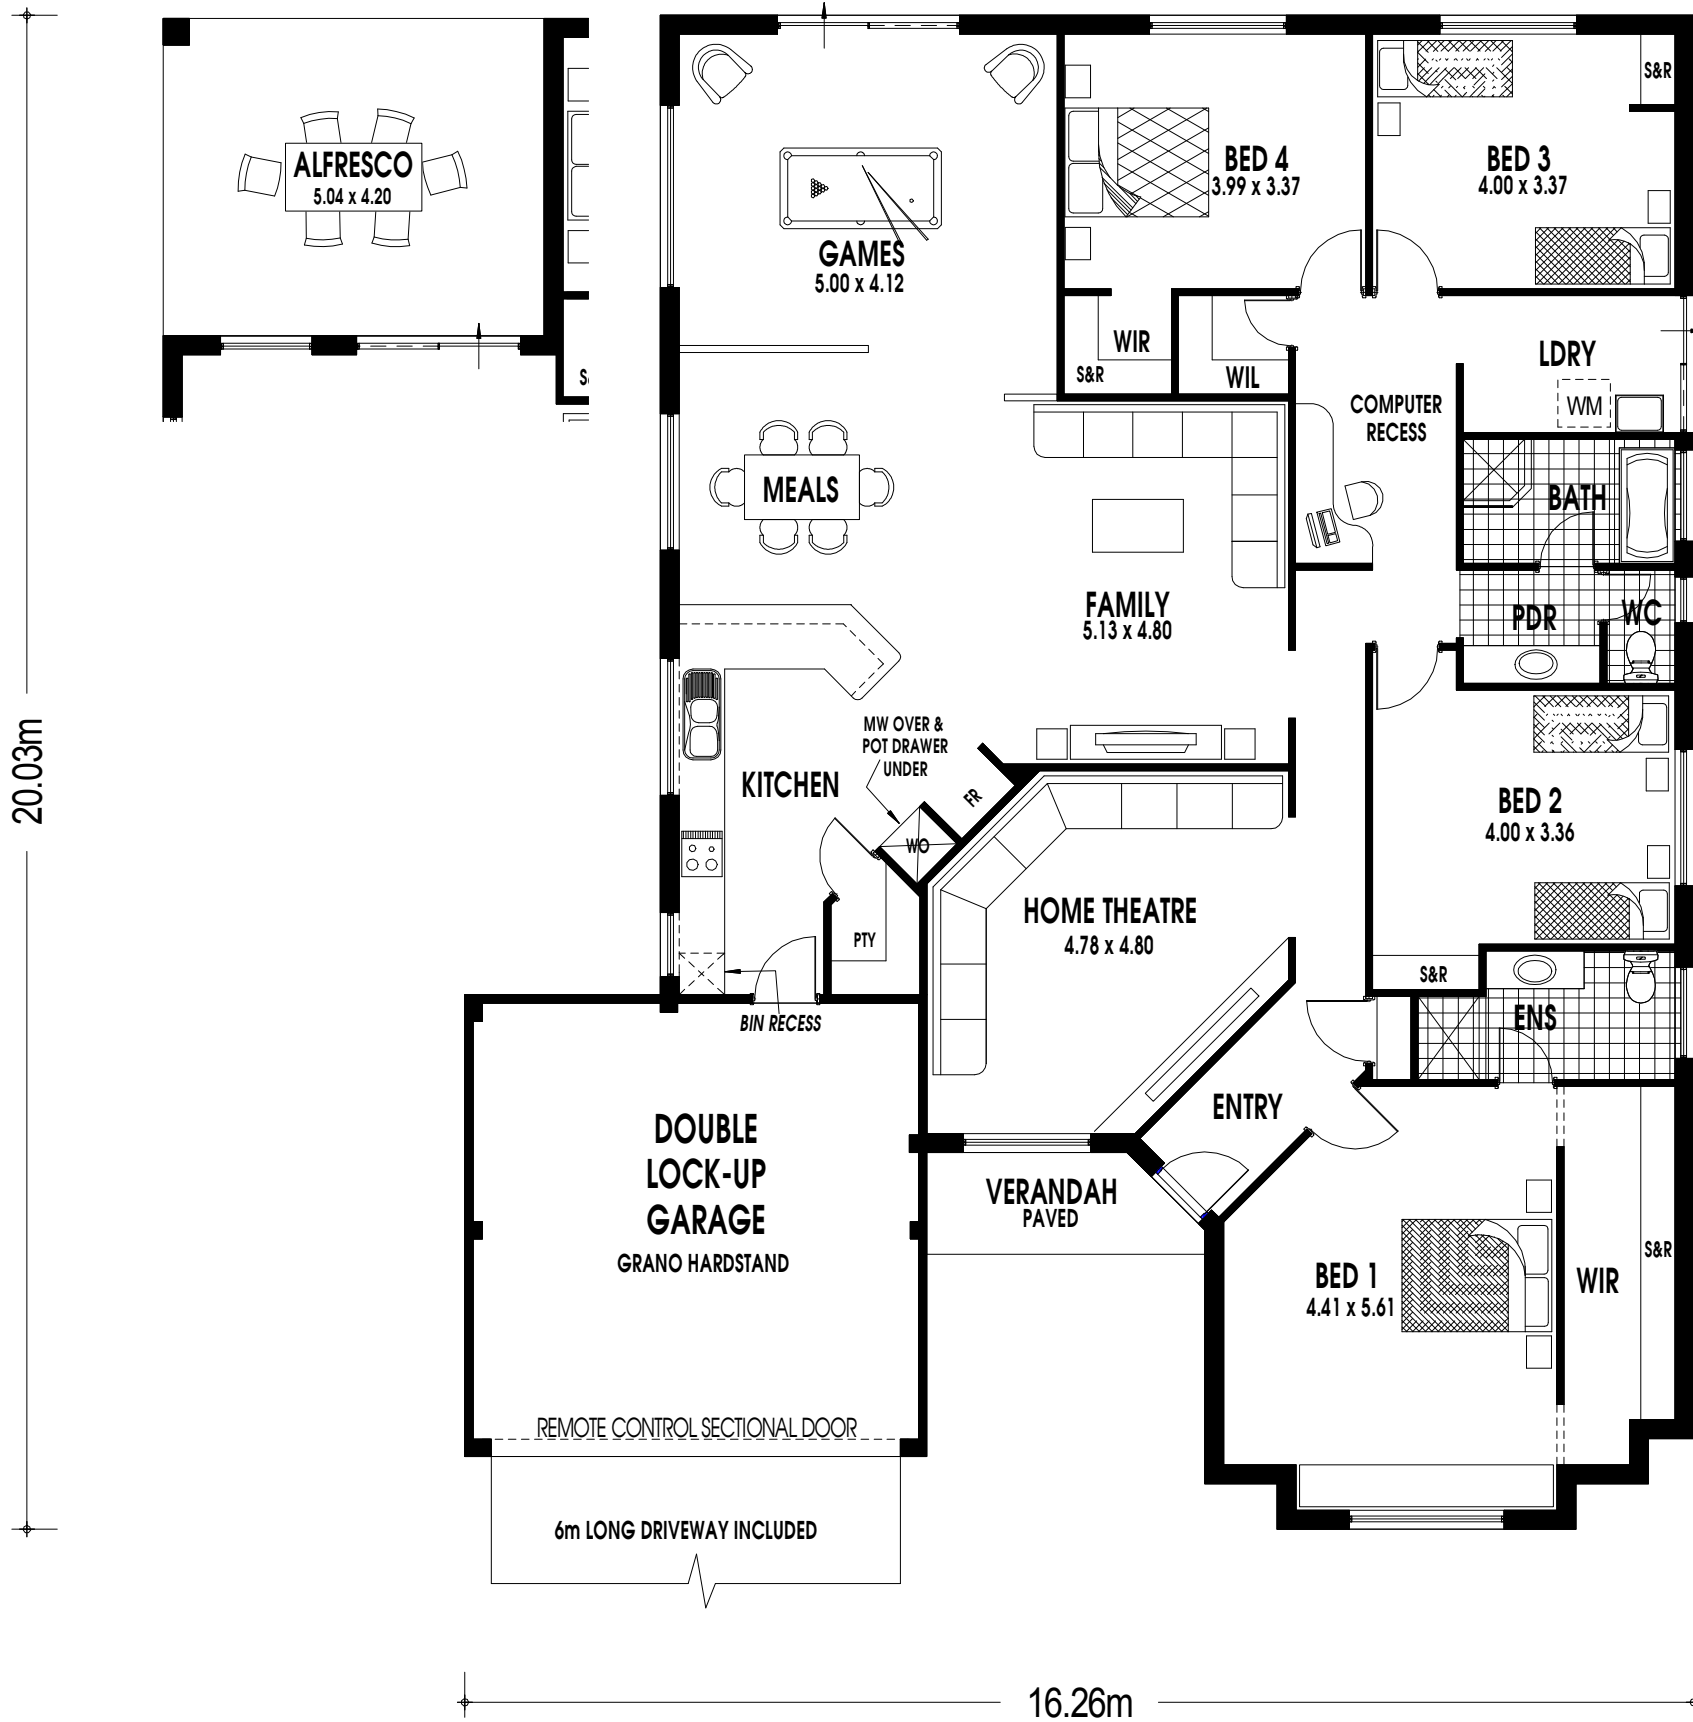 ALFRESCO
5.04 x 4.20
S&
GAMES
5.00 x 4.12
BED 4
3.99 x 3.37
BED 3
4.00 x 3.37
S&R
WIR
S&R
WIL
LDRY
WM
COMPUTER
RECESS
MEALS
BATH
FAMILY
5.13 x 4.80
PDR
WC
MW OVER &
POT DRAWER
UNDER
KITCHEN
FR
WO
PTY
BIN RECESS
BED 2
4.00 x 3.36
HOME THEATRE
4.78 x 4.80
S&R
ENS
ENTRY
DOUBLE
LOCK-UP
GARAGE
GRANO HARDSTAND
VERANDAH
PAVED
BED 1
4.41 x 5.61
WIR
S&R
REMOTE CONTROL SECTIONAL DOOR
6m LONG DRIVEWAY INCLUDED
20.03m
16.26m